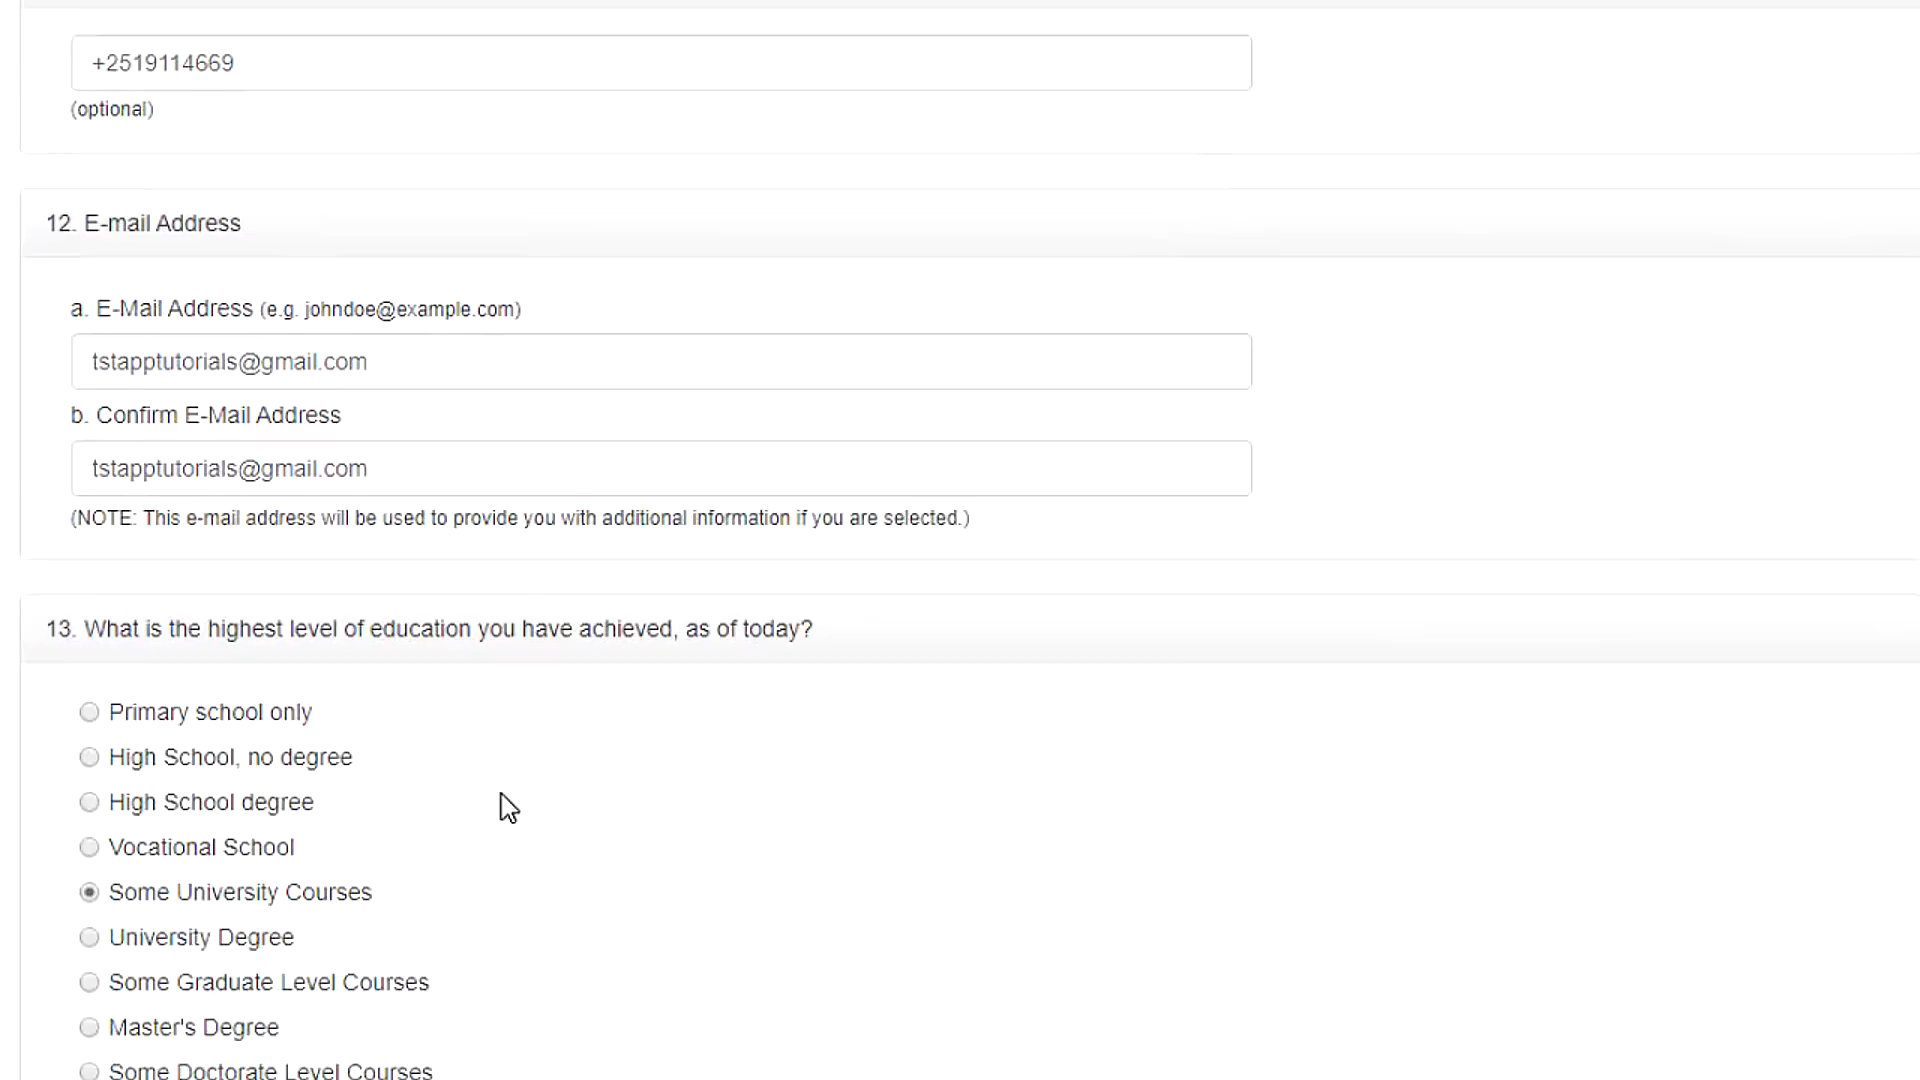 +2519114669
(optional)
12. E-mail Address
a. E-Mail Address (e.g. johndoe@example.com)
tstapptutorials@gmail.com
b. Confirm E-Mail Address
tstapptutorials@gmail.com
(NOTE: This e-mail address will be used to provide you with additional information if you are selected.)
13. What is the highest level of education you have achieved, as of today?
Primary school only
High School, no degree
High School degree
Vocational School
Some University Courses
University Degree
Some Graduate Level Courses
Master's Degree
Some Doctorate Level Courses